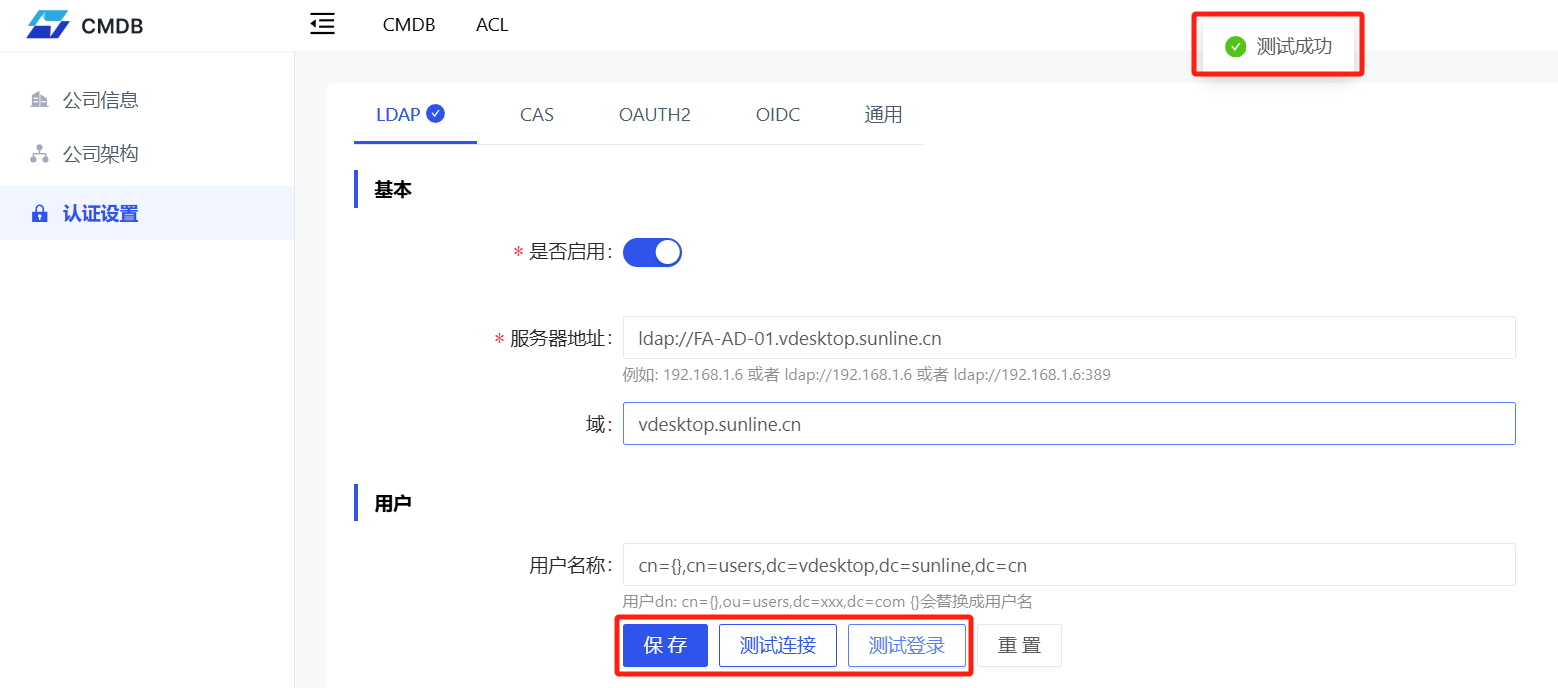 CMDB
CMDB ACL
测试成功
公司信息
公司架构
认证设置
LDAP CAS OAUTH2 OIDC 通用
基本
* 是否启用:
* 服务器地址: ldap://FA-AD-01.vdesktop.sunline.cn
例如: 192.168.1.6 或者 ldap://192.168.1.6 或者 ldap://192.168.1.6:389
域: vdesktop.sunline.cn
用户
用户名称: cn={},cn=users,dc=vdesktop,dc=sunline,dc=cn
用户dn: cn={},ou=users,dc=xxx,dc=com {}会替换成用户名
保 存 测试连接 测试登录 重 置